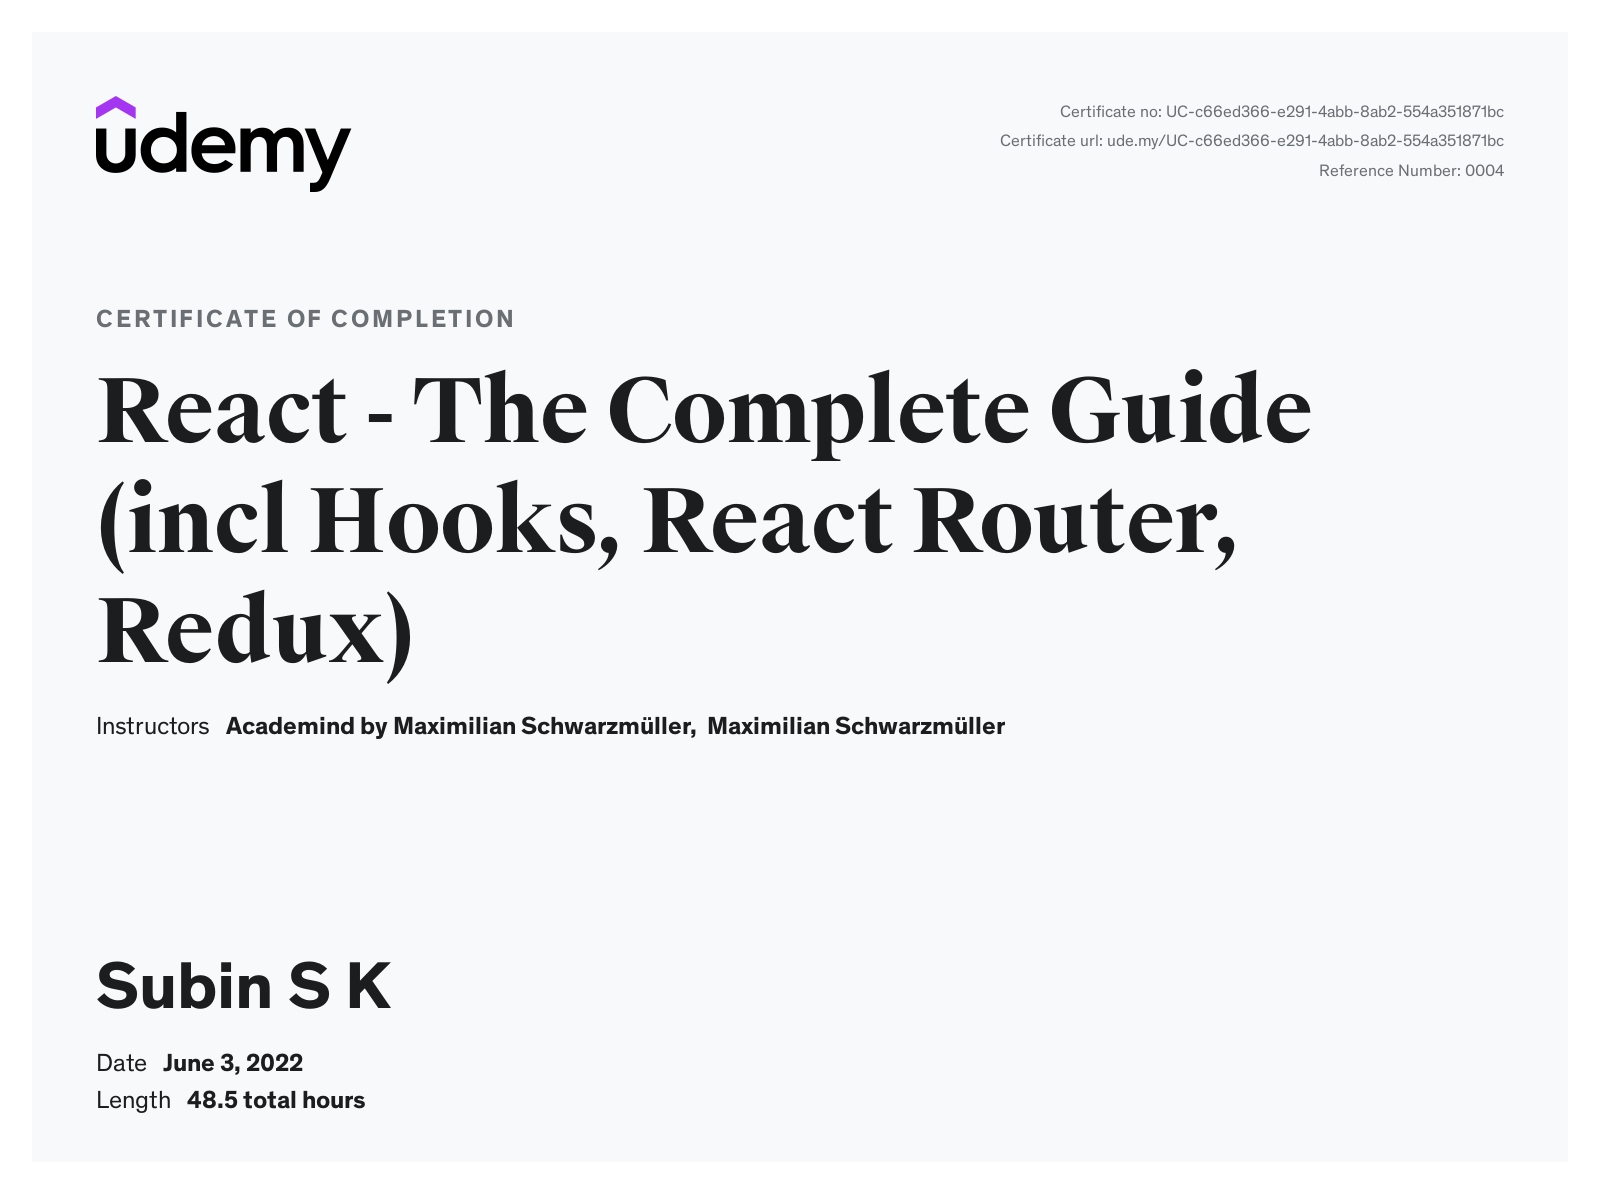 udemy
Certificate no: UC-c66ed366-e291-4abb-8ab2-554a351871bc
Certificate url: ude.my/UC-c66ed366-e291-4abb-8ab2-554a351871bc
Reference Number: 0004
CERTIFICATE OF COMPLETION
React - The Complete Guide
(incl Hooks, React Router,
Redux)
Instructors Academind by Maximilian Schwarzmüller, Maximilian Schwarzmüller
Subin S K
Date June 3, 2022
Length 48.5 total hours